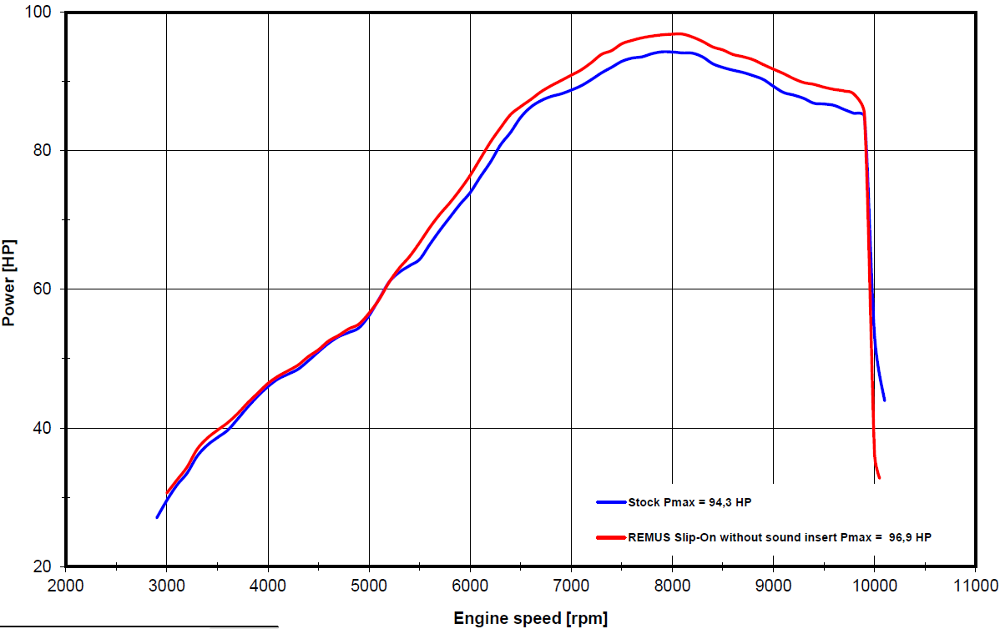 100
80
60
40
20
Power [HP]
Stock Pmax = 94,3 HP
REMUS Slip-On without sound insert Pmax =  96,9 HP
2000 3000 4000 5000 6000 7000 8000 9000 10000 11000
Engine speed [rpm]